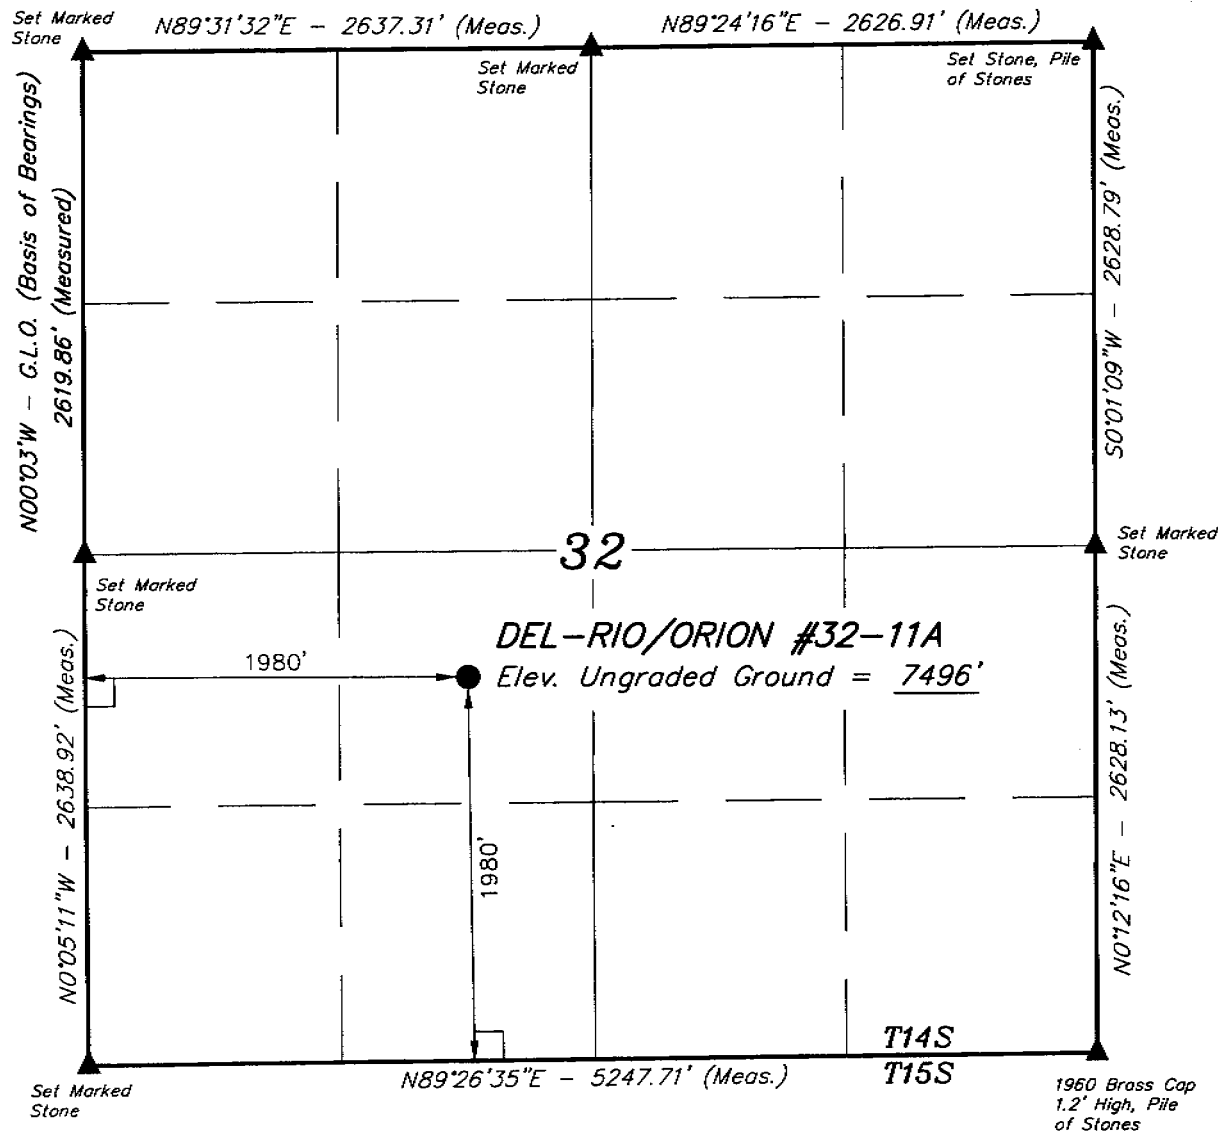 Set Marked
Stone
N89°31'32"E - 2637.31' (Meas.)
N89°24'16"E - 2626.91' (Meas.)
Set Marked
Stone
Set Stone, Pile
of Stones
N00°03'W - G.L.O. (Basis of Bearings)
2619.86' (Measured)
S0°01'09"W - 2628.79' (Meas.)
32
Set Marked
Stone
Set Marked
Stone
DEL-RIO/ORION #32-11A
Elev. Ungraded Ground = 7496'
1980'
1980'
N0°05'11"W - 2638.92' (Meas.)
N0°12'16"E - 2628.13' (Meas.)
T14S
T15S
N89°26'35"E - 5247.71' (Meas.)
Set Marked
Stone
1960 Brass Cap
1.2' High, Pile
of Stones